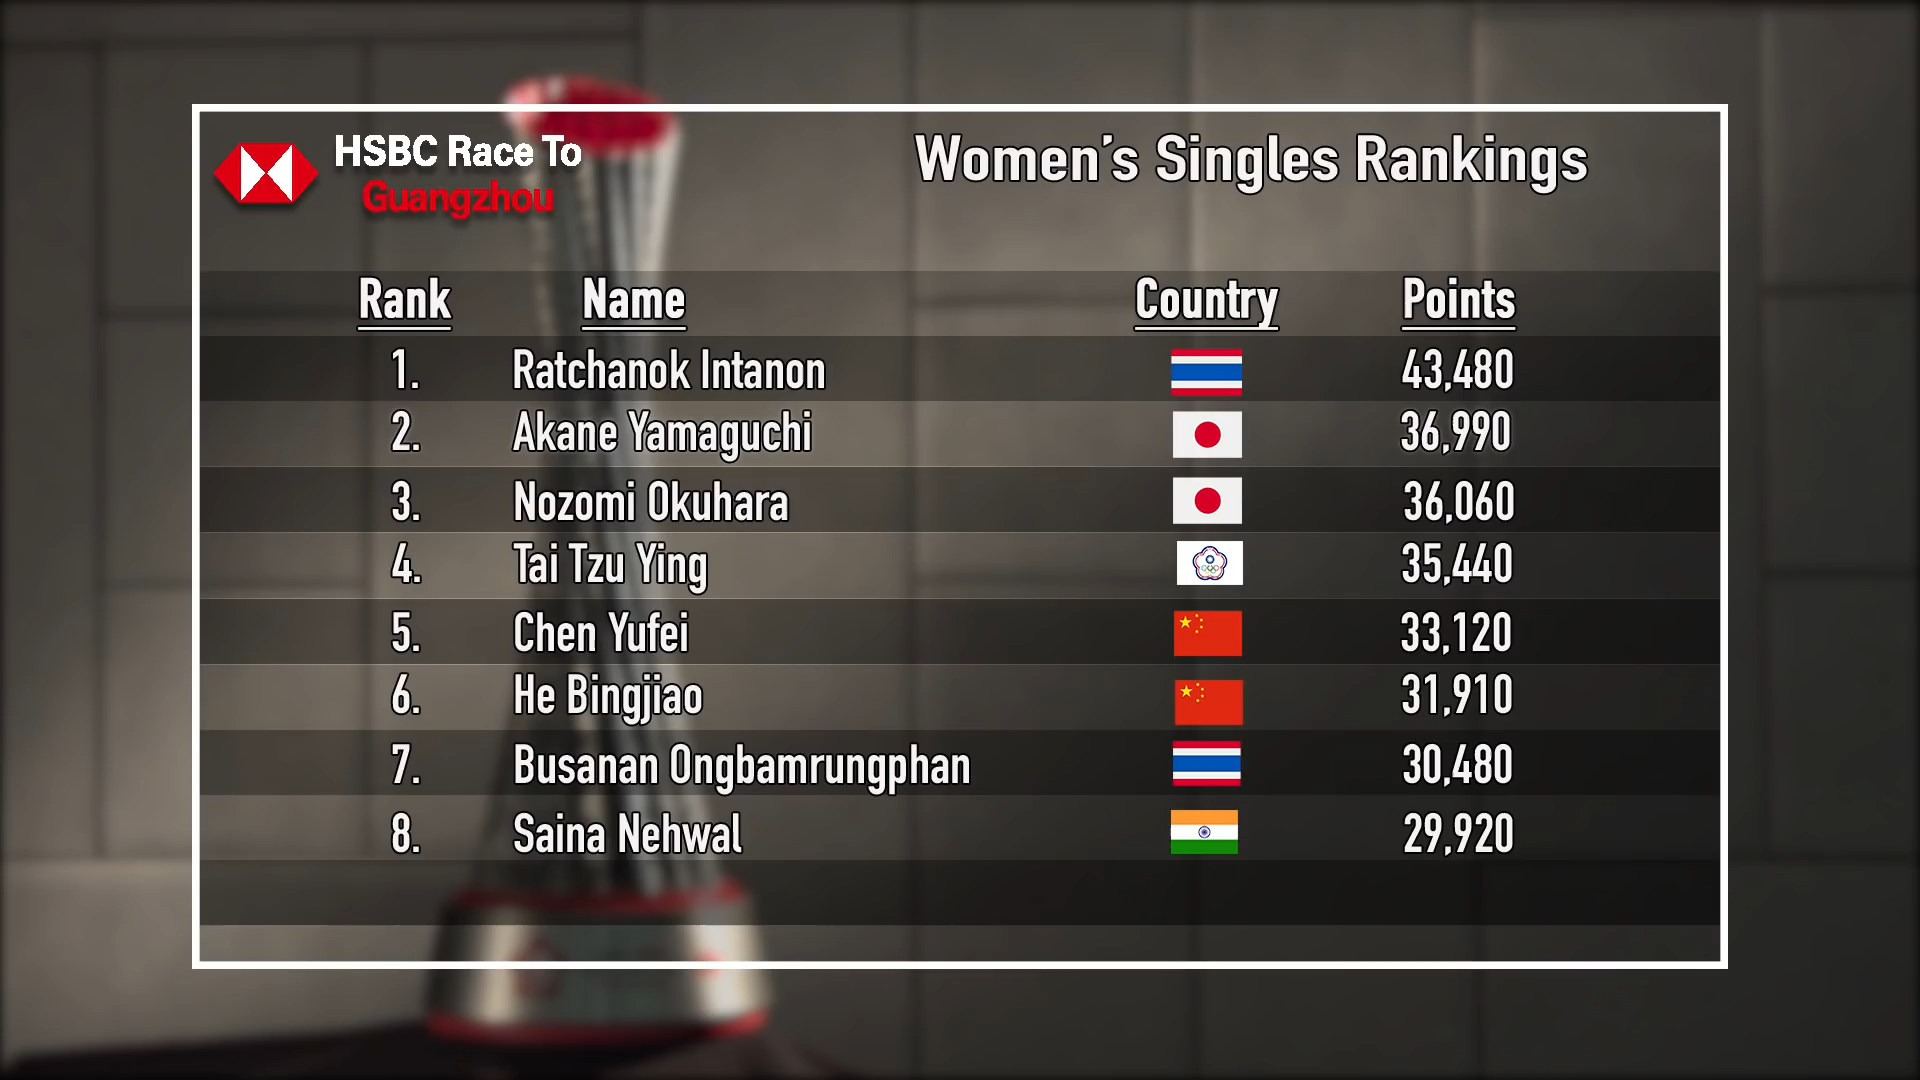 HSBC Race To
Guangzhou
Women's Singles Rankings
Rank Name Country Points
1. Ratchanok Intanon 43,480
2. Akane Yamaguchi 36,990
3. Nozomi Okuhara 36,060
4. Tai Tzu Ying 35,440
5. Chen Yufei 33,120
6. He Bingjiao 31,910
7. Busanan Ongbamrungphan 30,480
8. Saina Nehwal 29,920